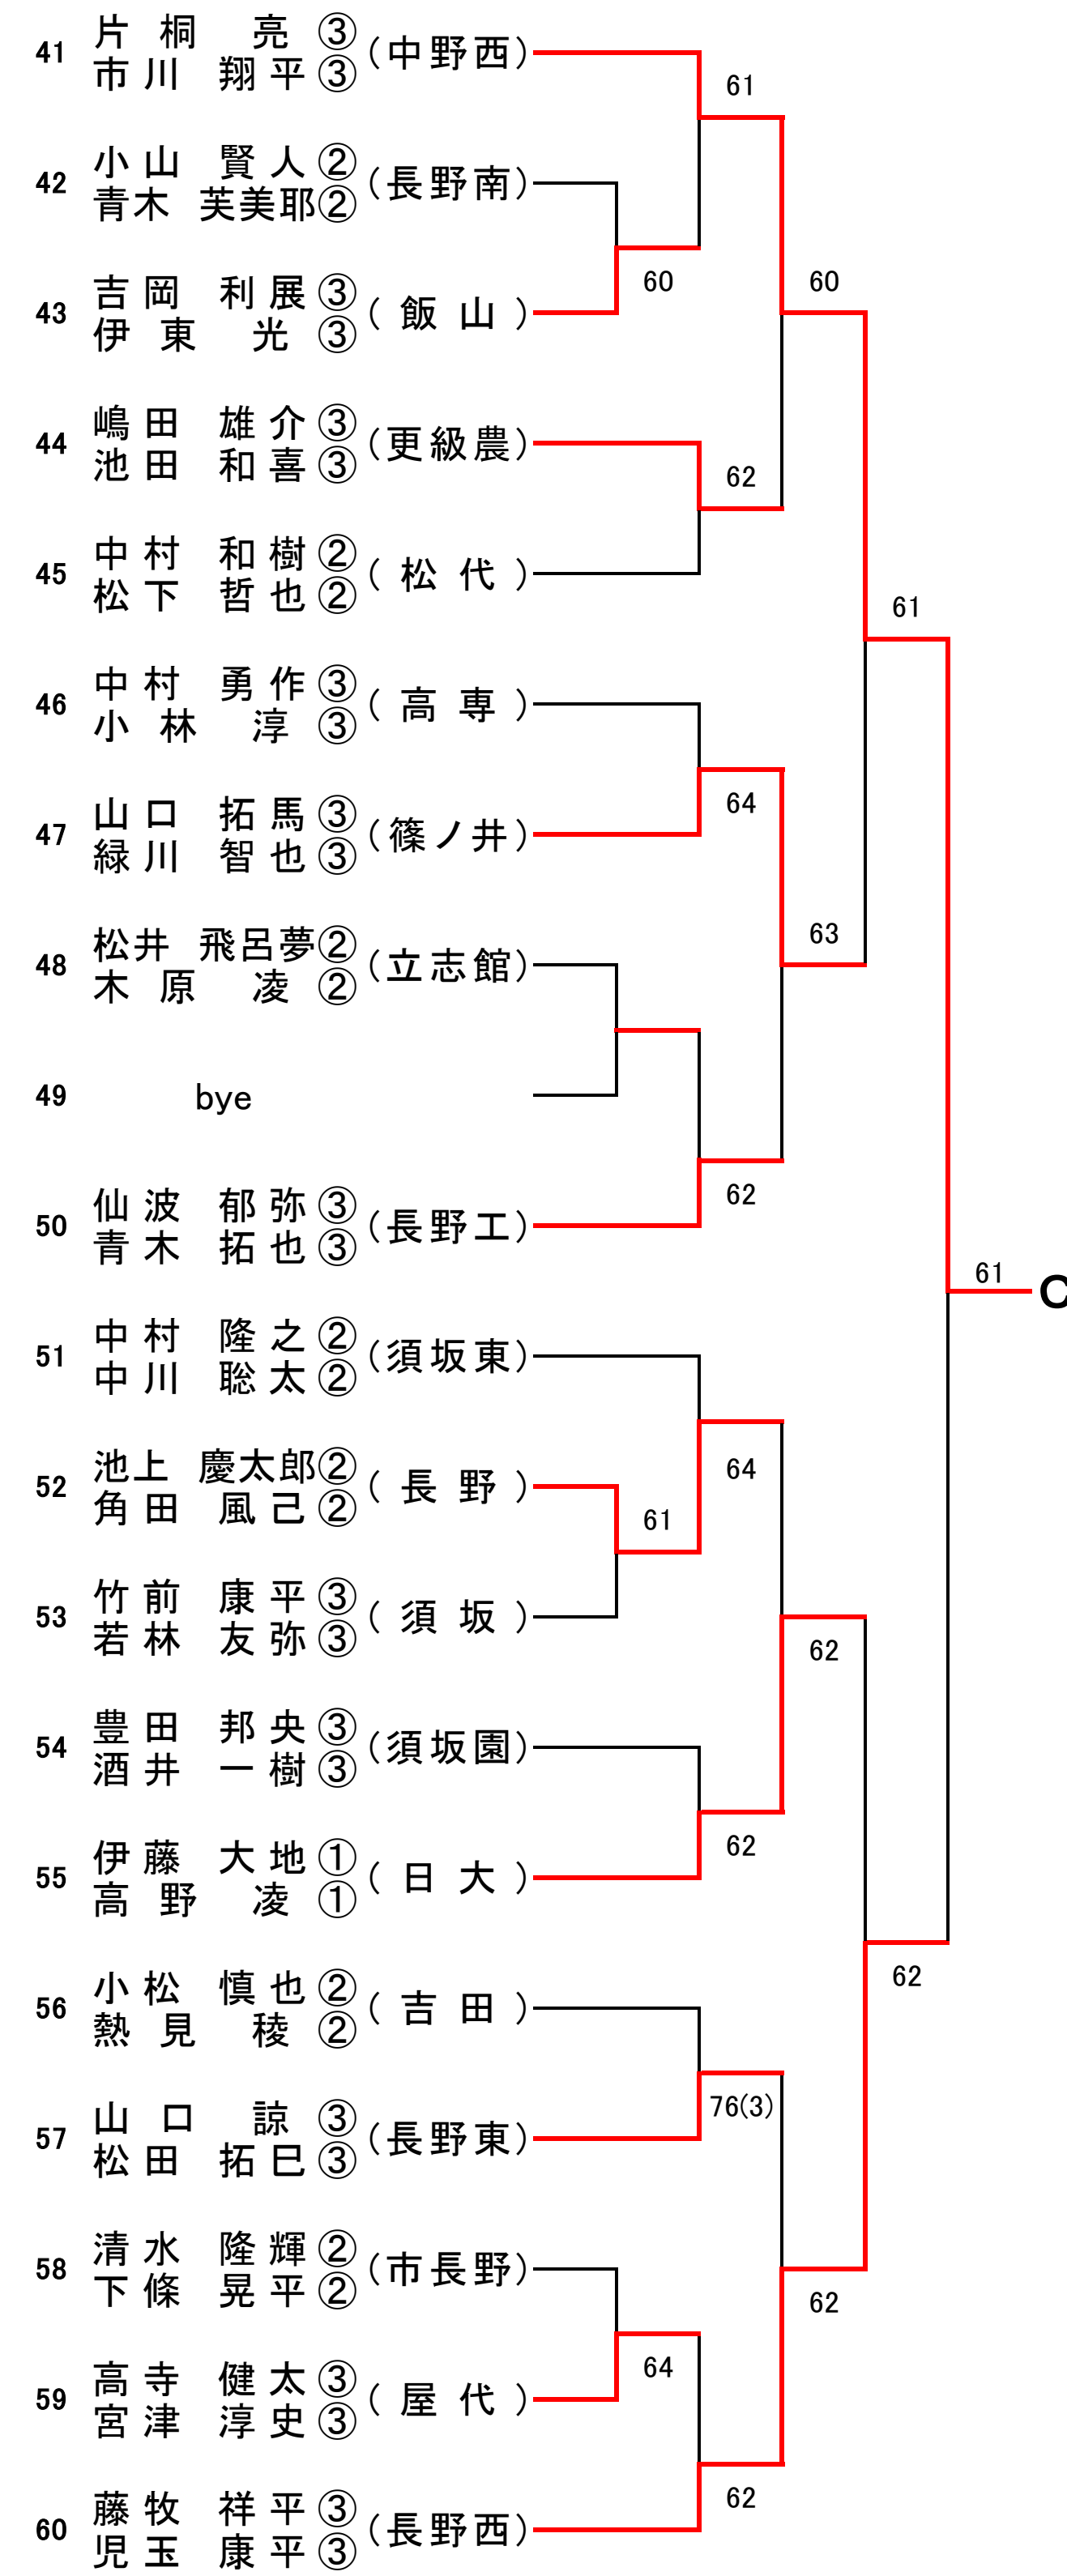 片桐 亮 ③
41 (中野西)
市川 翔平 ③
61
小山 賢人 ②
42 (長野南)
青木 芙美耶 ②
60 60
吉岡 利展 ③
43 (飯山)
伊東 光 ③
嶋田 雄介 ③
44 (更級農)
池田 和喜 ③
62
中村 和樹 ②
45 (松代)
松下 哲也 ②
61
中村 勇作 ③
46 (高専)
小林 淳 ③
64
山口 拓馬 ③
47 (篠ノ井)
緑川 智也 ③
63
松井 飛呂夢 ②
48 (立志館)
木原 凌 ②
49 bye
62
仙波 郁弥 ③
50 (長野工)
青木 拓也 ③
61 C
中村 隆之 ②
51 (須坂東)
中川 聡太 ②
64
池上 慶太郎 ②
52 (長野)
角田 風己 ②
61
竹前 康平 ③
53 (須坂)
若林 友弥 ③
62
豊田 邦央 ③
54 (須坂園)
酒井 一樹 ③
62
伊藤 大地 ①
55 (日大)
高野 凌 ①
62
小松 慎也 ②
56 (吉田)
熱見 稜 ②
76(3)
山口 諒 ③
57 (長野東)
松田 拓巳 ③
清水 隆輝 ②
58 (市長野)
下條 晃平 ②
62
64
高寺 健太 ③
59 (屋代)
宮津 淳史 ③
62
藤牧 祥平 ③
60 (長野西)
児玉 康平 ③